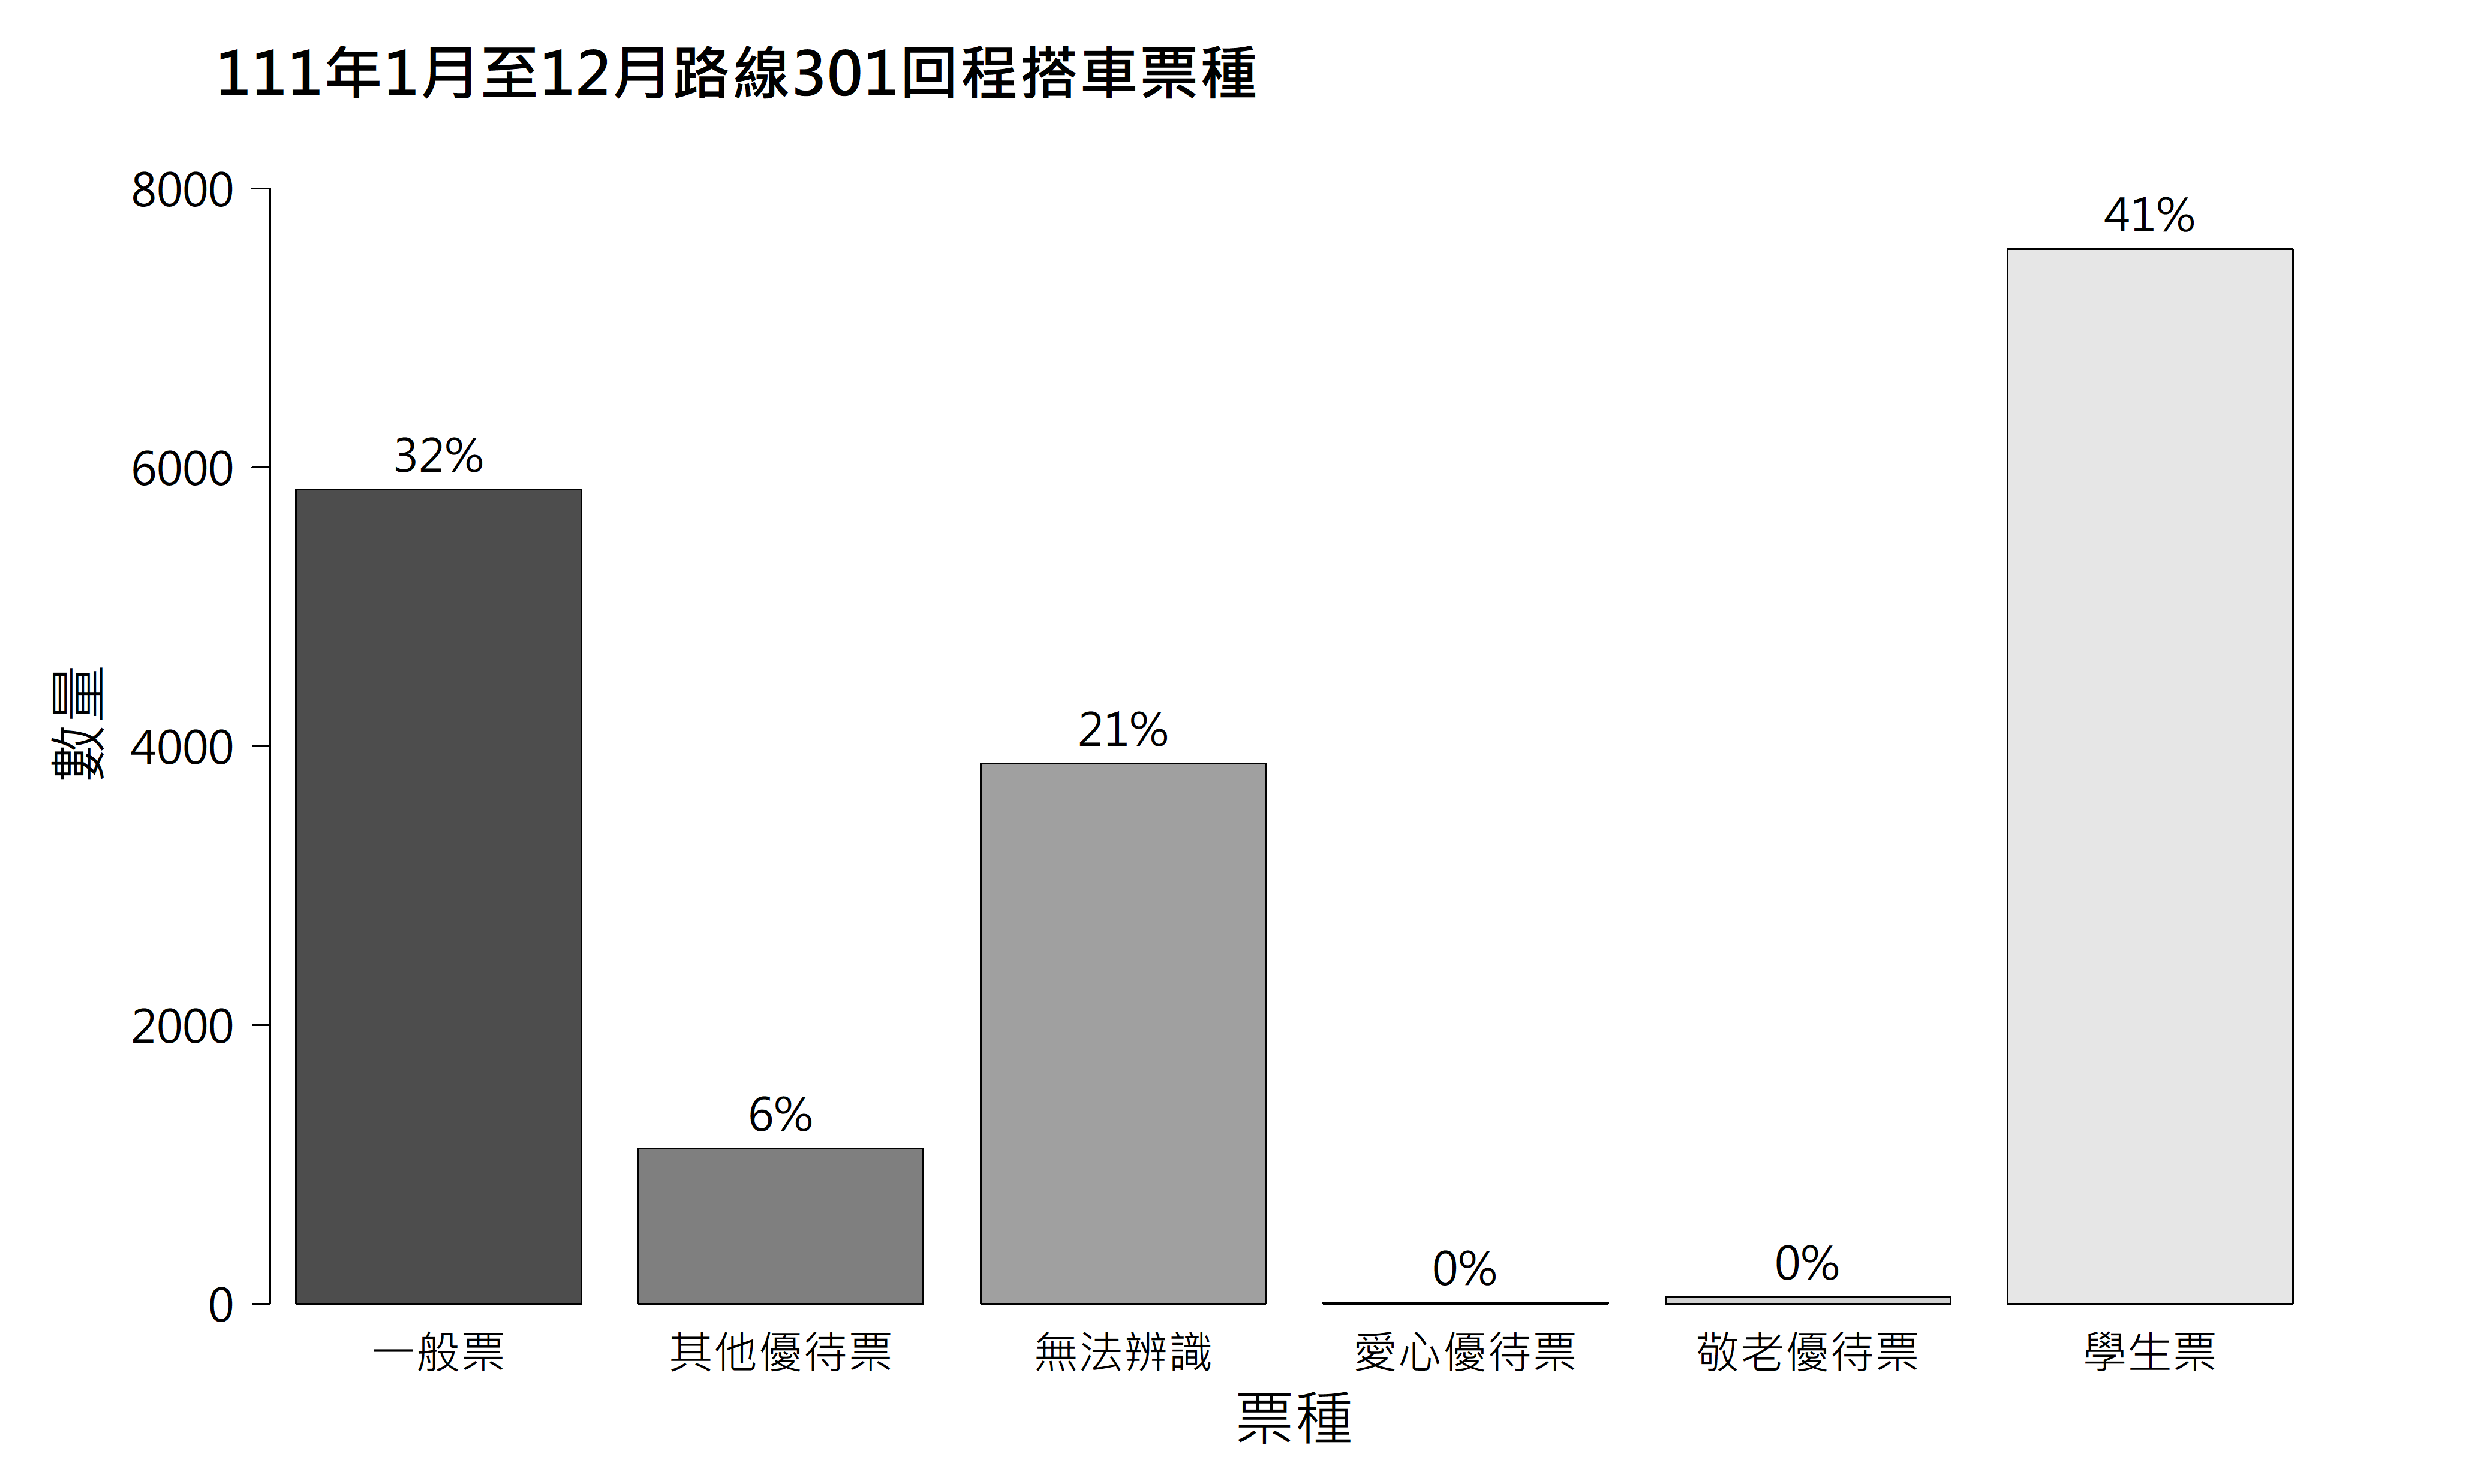 111年1月至12月路線301回程搭車票種
數量
8000
6000
4000
2000
0
32%
6%
21%
0%
0%
41%
一般票
其他優待票
無法辨識
愛心優待票
敬老優待票
學生票
票種